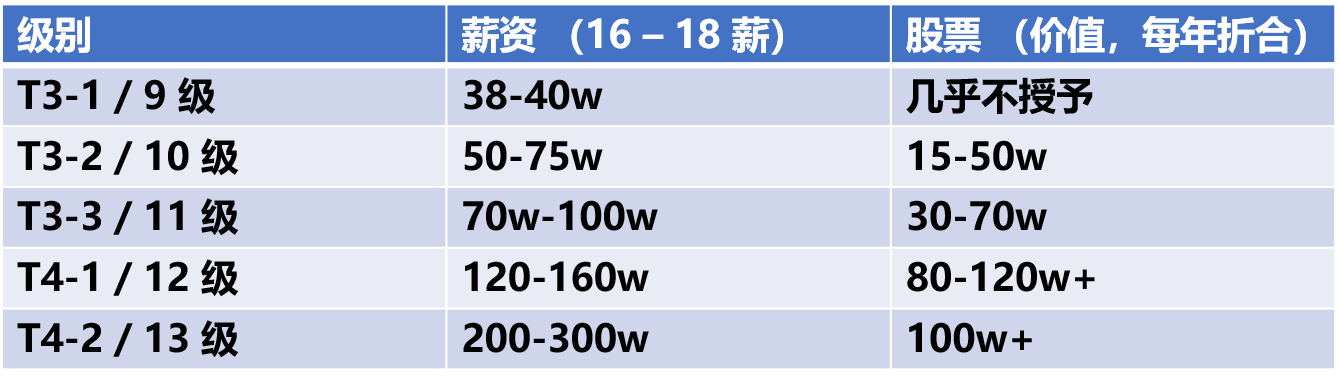 级别 薪资 （16 – 18 薪） 股票 （价值，每年折合）
T3-1 / 9 级 38-40w 几乎不授予
T3-2 / 10 级 50-75w 15-50w
T3-3 / 11 级 70w-100w 30-70w
T4-1 / 12 级 120-160w 80-120w+
T4-2 / 13 级 200-300w 100w+